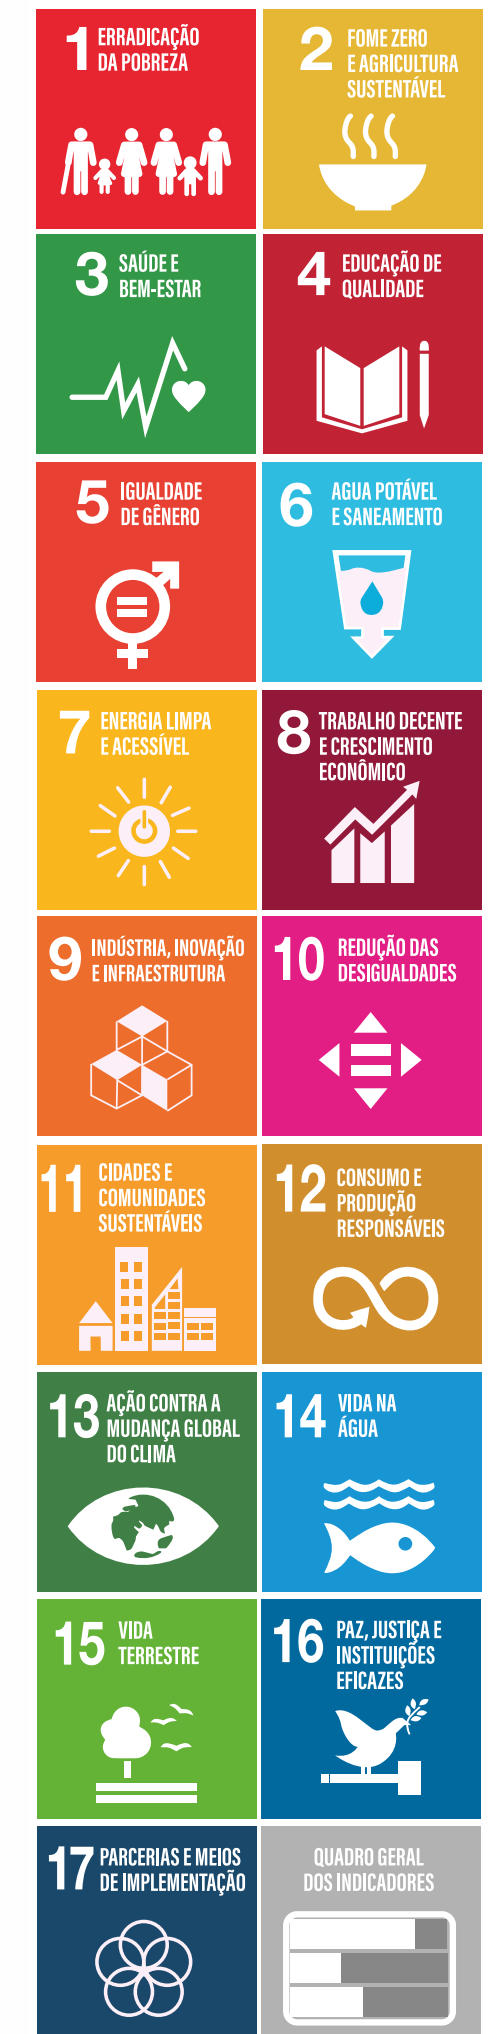 1 ERRADICAÇÃO
DA POBREZA
2 FOME ZERO
E AGRICULTURA
SUSTENTÁVEL
3 SAÚDE E
BEM-ESTAR
4 EDUCAÇÃO DE
QUALIDADE
5 IGUALDADE
DE GÊNERO
6 AGUA POTÁVEL
E SANEAMENTO
7 ENERGIA LIMPA
E ACESSÍVEL
8 TRABALHO DECENTE
E CRESCIMENTO
ECONÔMICO
9 INDÚSTRIA, INOVAÇÃO
E INFRAESTRUTURA
10 REDUÇÃO DAS
DESIGUALDADES
11 CIDADES E
COMUNIDADES
SUSTENTÁVEIS
12 CONSUMO E
PRODUÇÃO
RESPONSÁVEIS
13 AÇÃO CONTRA A
MUDANÇA GLOBAL
DO CLIMA
14 VIDA NA
ÁGUA
15 VIDA
TERRESTRE
16 PAZ, JUSTIÇA E
INSTITUIÇÕES
EFICAZES
17 PARCERIAS E MEIOS
DE IMPLEMENTAÇÃO
QUADRO GERAL
DOS INDICADORES